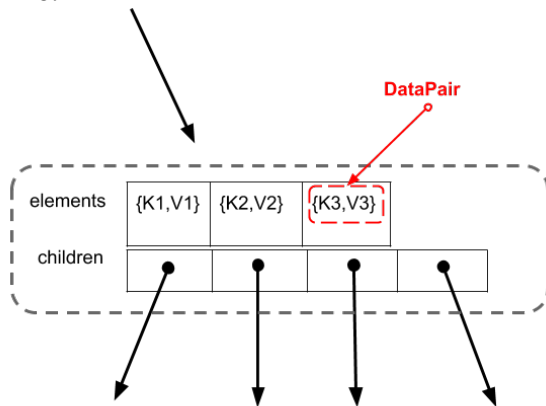 DataPair
elements {K1,V1} {K2,V2} {K3,V3}
children